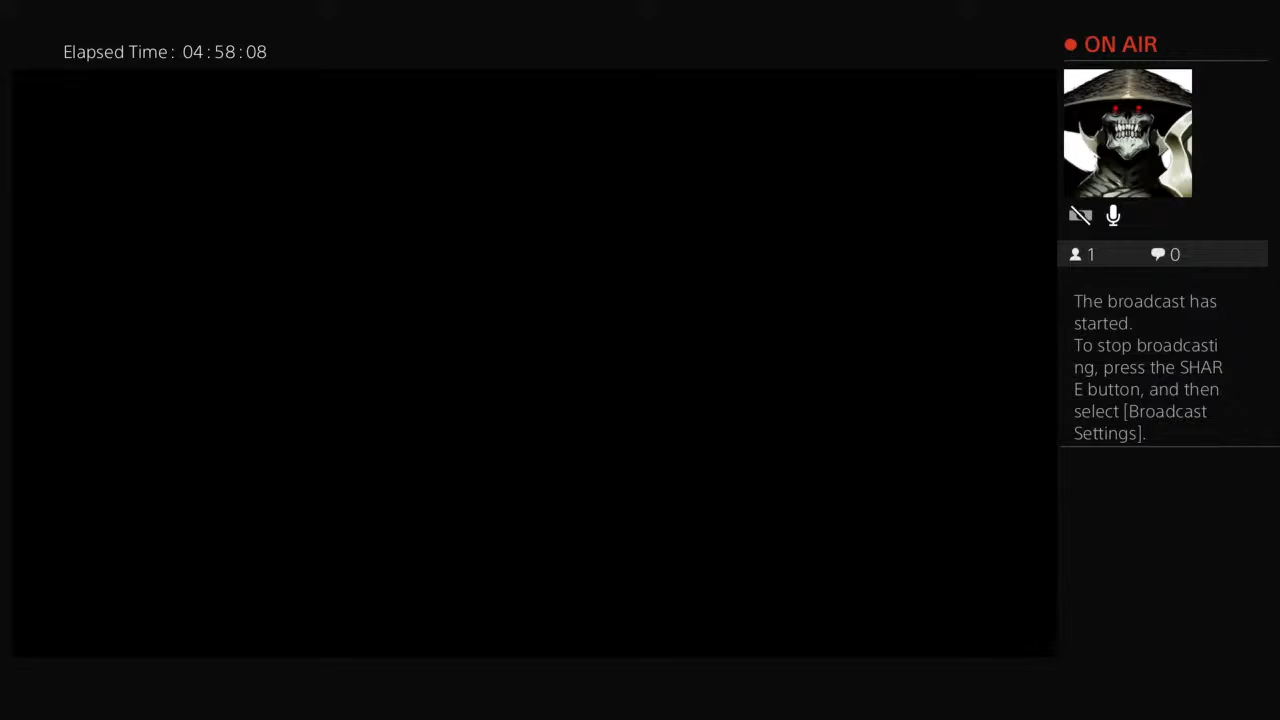 Elapsed Time: 04:58:08
ON AIR
1 0
The broadcast has
started.
To stop broadcasti
ng, press the SHAR
E button, and then
select [Broadcast
Settings].